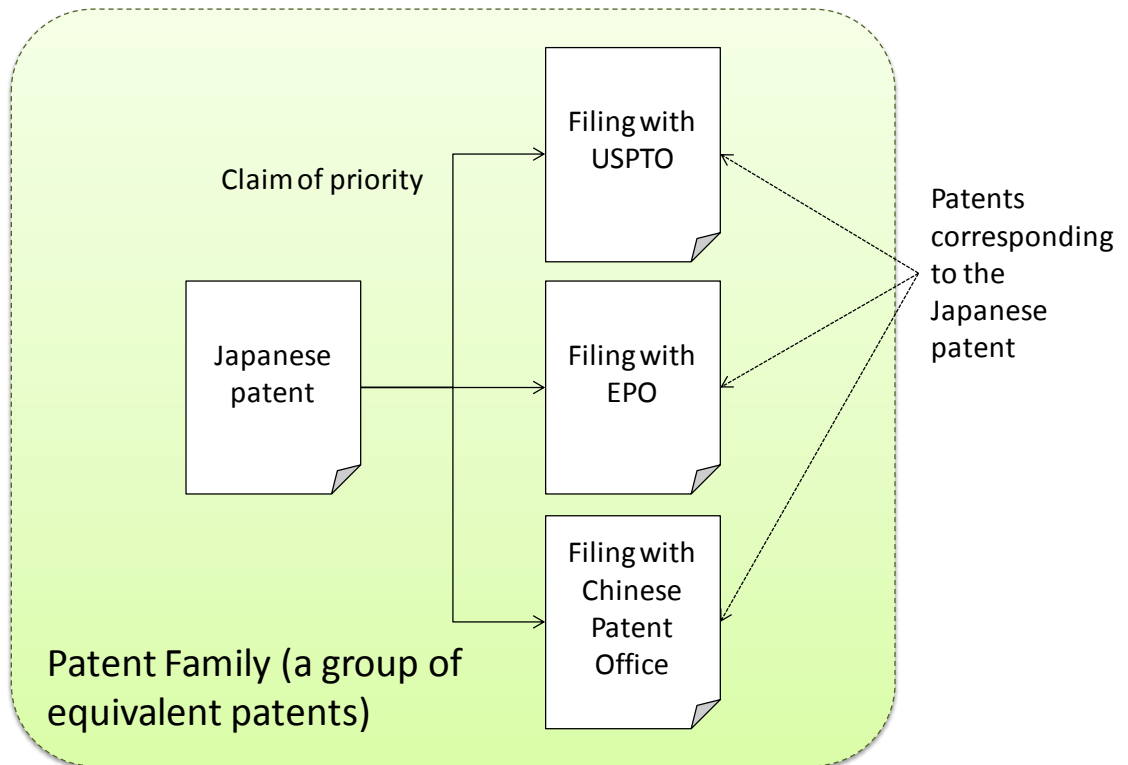 Filing with
USPTO
Claim of priority
Patents
corresponding
to the
Japanese
patent
Japanese
patent
Filing with
EPO
Filing with
Chinese
Patent
Office
Patent Family (a group of
equivalent patents)